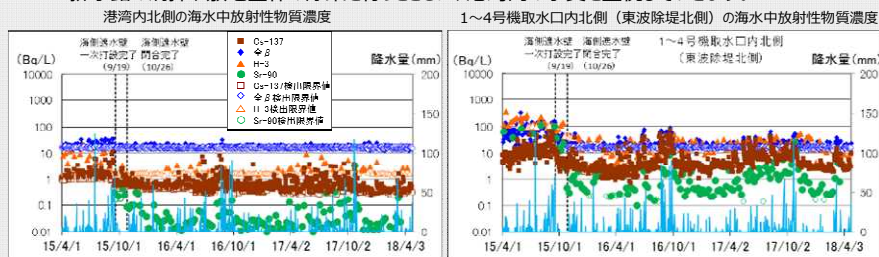 港湾内北側の海水中放射性物質濃度
1～4号機取水口内北側（東波除堤北側）の海水中放射性物質濃度
(Bq/L)
海側遮水壁 海側遮水壁
一次打設完了 閉合完了
(9/19) (10/26)
降水量(mm)
Cs-137
全β
H-3
Sr-90
Cs-137検出限界値
全β検出限界値
H-3検出限界値
Sr-90検出限界値
10000
1000
100
10
1
0.1
0.01
200
150
100
50
0
15/4/1 15/10/1 16/4/1 16/10/1 17/4/2 17/10/2 18/4/3
(Bq/L)
海側遮水壁 海側遮水壁
一次打設完了 閉合完了
(9/19) (10/26)
1～4号機取水口内北側
(東波除堤北側)
降水量(mm)
10000
1000
100
10
1
0.1
0.01
200
150
100
50
0
15/4/1 15/10/1 16/4/1 16/10/1 17/4/2 17/10/2 18/4/3